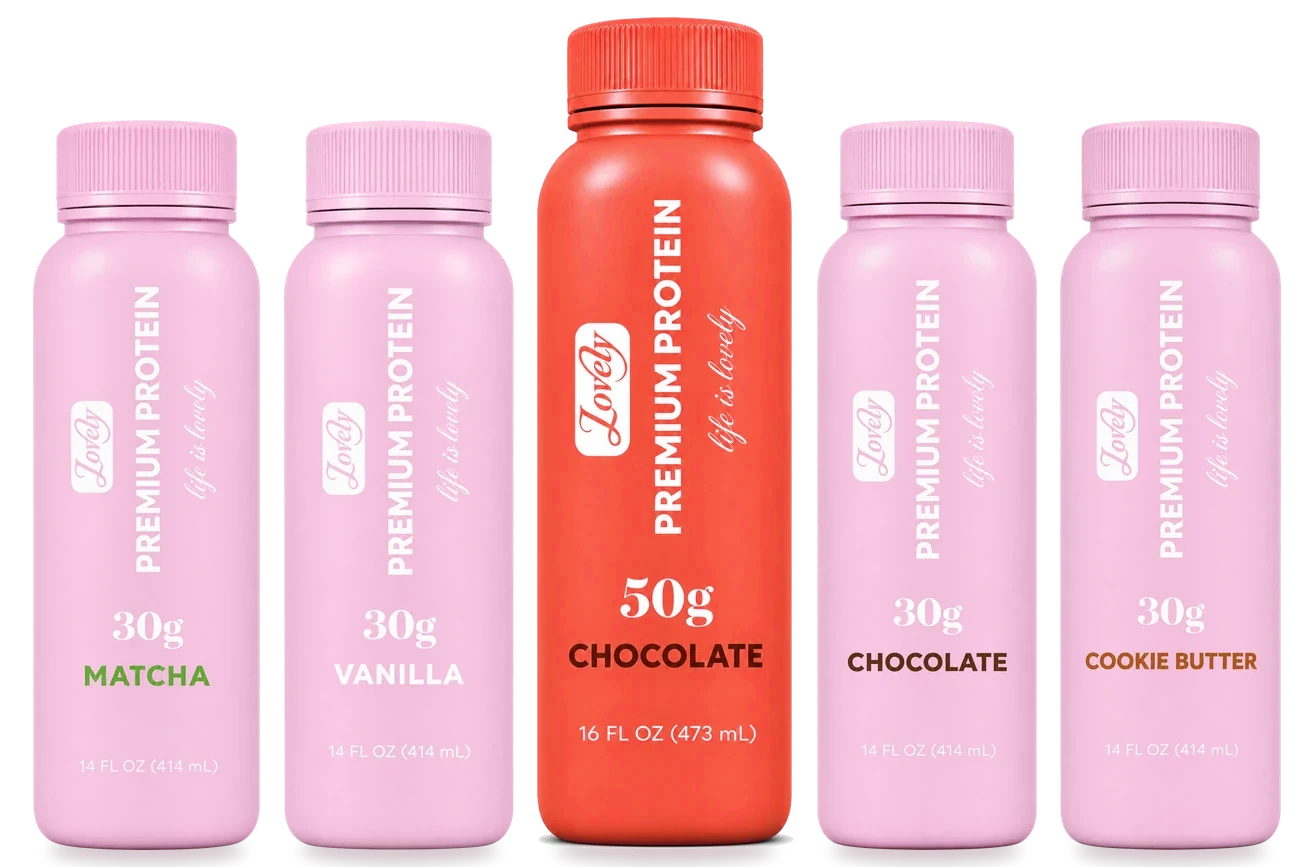 Lovely
PREMIUM PROTEIN
life is lovely
30g
MATCHA
14 FL OZ (414 mL)
Lovely
PREMIUM PROTEIN
life is lovely
30g
VANILLA
14 FL OZ (414 mL)
Lovely
PREMIUM PROTEIN
life is lovely
50g
CHOCOLATE
16 FL OZ (473 mL)
Lovely
PREMIUM PROTEIN
life is lovely
30g
CHOCOLATE
14 FL OZ (414 mL)
Lovely
PREMIUM PROTEIN
life is lovely
30g
COOKIE BUTTER
14 FL OZ (414 mL)